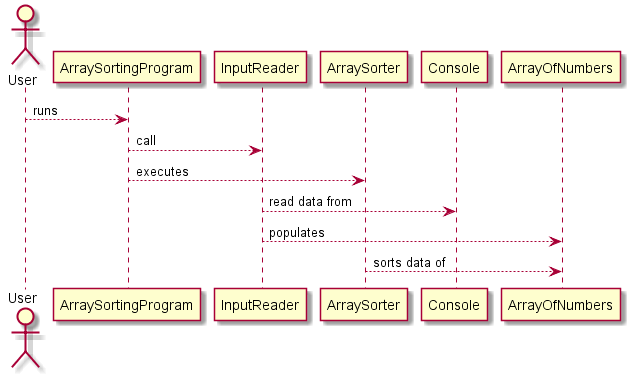 User
ArraySortingProgram
InputReader
ArraySorter
Console
ArrayOfNumbers
runs
call
executes
read data from
populates
sorts data of
User
ArraySortingProgram
InputReader
ArraySorter
Console
ArrayOfNumbers